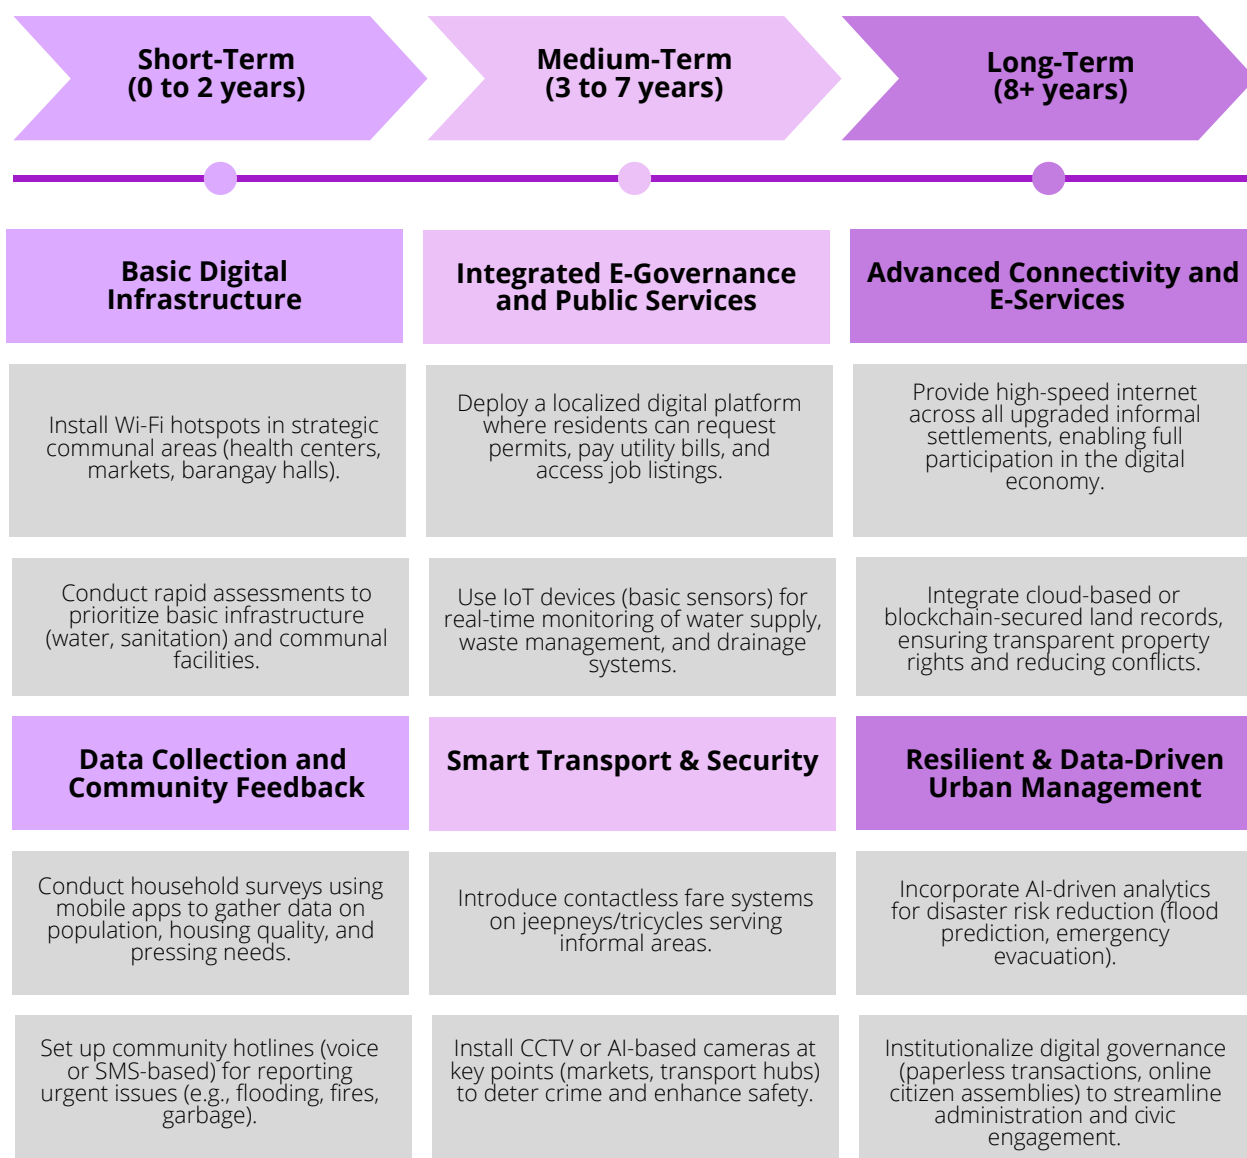 Short-Term
(0 to 2 years)
Medium-Term
(3 to 7 years)
Long-Term
(8+ years)
Basic Digital
Infrastructure
Integrated E-Governance
and Public Services
Advanced Connectivity and
E-Services
Install Wi-Fi hotspots in strategic
communal areas (health centers,
markets, barangay halls).
Deploy a localized digital platform
where residents can request
permits, pay utility bills, and
access job listings.
Provide high-speed internet
across all upgraded informal
settlements, enabling full
participation in the digital
economy.
Conduct rapid assessments to
prioritize basic infrastructure
(water, sanitation) and communal
facilities.
Use IoT devices (basic sensors) for
real-time monitoring of water supply,
waste management, and drainage
systems.
Integrate cloud-based or
blockchain-secured land records,
ensuring transparent property
rights and reducing conflicts.
Data Collection and
Community Feedback
Smart Transport & Security
Resilient & Data-Driven
Urban Management
Conduct household surveys using
mobile apps to gather data on
population, housing quality, and
pressing needs.
Introduce contactless fare systems
on jeepneys/tricycles serving
informal areas.
Incorporate AI-driven analytics
for disaster risk reduction (flood
prediction, emergency
evacuation).
Set up community hotlines (voice
or SMS-based) for reporting
urgent issues (e.g., flooding, fires,
garbage).
Install CCTV or AI-based cameras at
key points (markets, transport hubs)
to deter crime and enhance safety.
Institutionalize digital governance
(paperless transactions, online
citizen assemblies) to streamline
administration and civic
engagement.